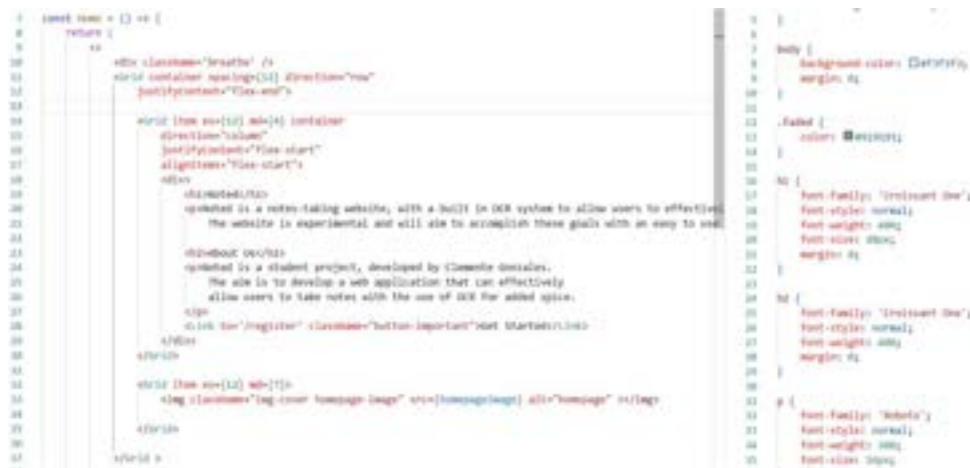 const Home = () => {
return (
<>
<div className='breathe' />
<Grid container spacing={12} direction="row"
justifyContent="flex-end">
<Grid item xs={12} md={4} container
direction="column"
justifyContent="flex-start"
alignItems="flex-start">
<div>
<h1>Noted</h1>
<p>Noted is a notes-taking website, with a built in OCR system to allow users to effectivel
The website is experimental and will aim to accomplish these goals with an easy to use
<h1>About Us</h1>
<p>Noted is a student project, developed by Clemente Gonzales.
The aim is to develop a web application that can effectively
allow users to take notes with the use of OCR for added spice.
</p>
<Link to='/register' className="button-important">Get Started</Link>
</div>
</Grid>
<Grid item xs={12} md={7}>
<img className="img-cover homepage-image" src={homepageImage} alt="homepage" ></img>
</Grid>
</Grid >
}
body {
background-color:
margin: 0;
}
.faded {
color:
}
h1 {
font-family: 'Croissant One';
font-style: normal;
font-weight: 400;
font-size:
margin: 0;
}
h2 {
font-family: 'Croissant One';
font-style: normal;
font-weight: 400;
margin: 0;
}
p {
font-family: 'Roboto';
font-style: normal;
font-weight:
font-size: